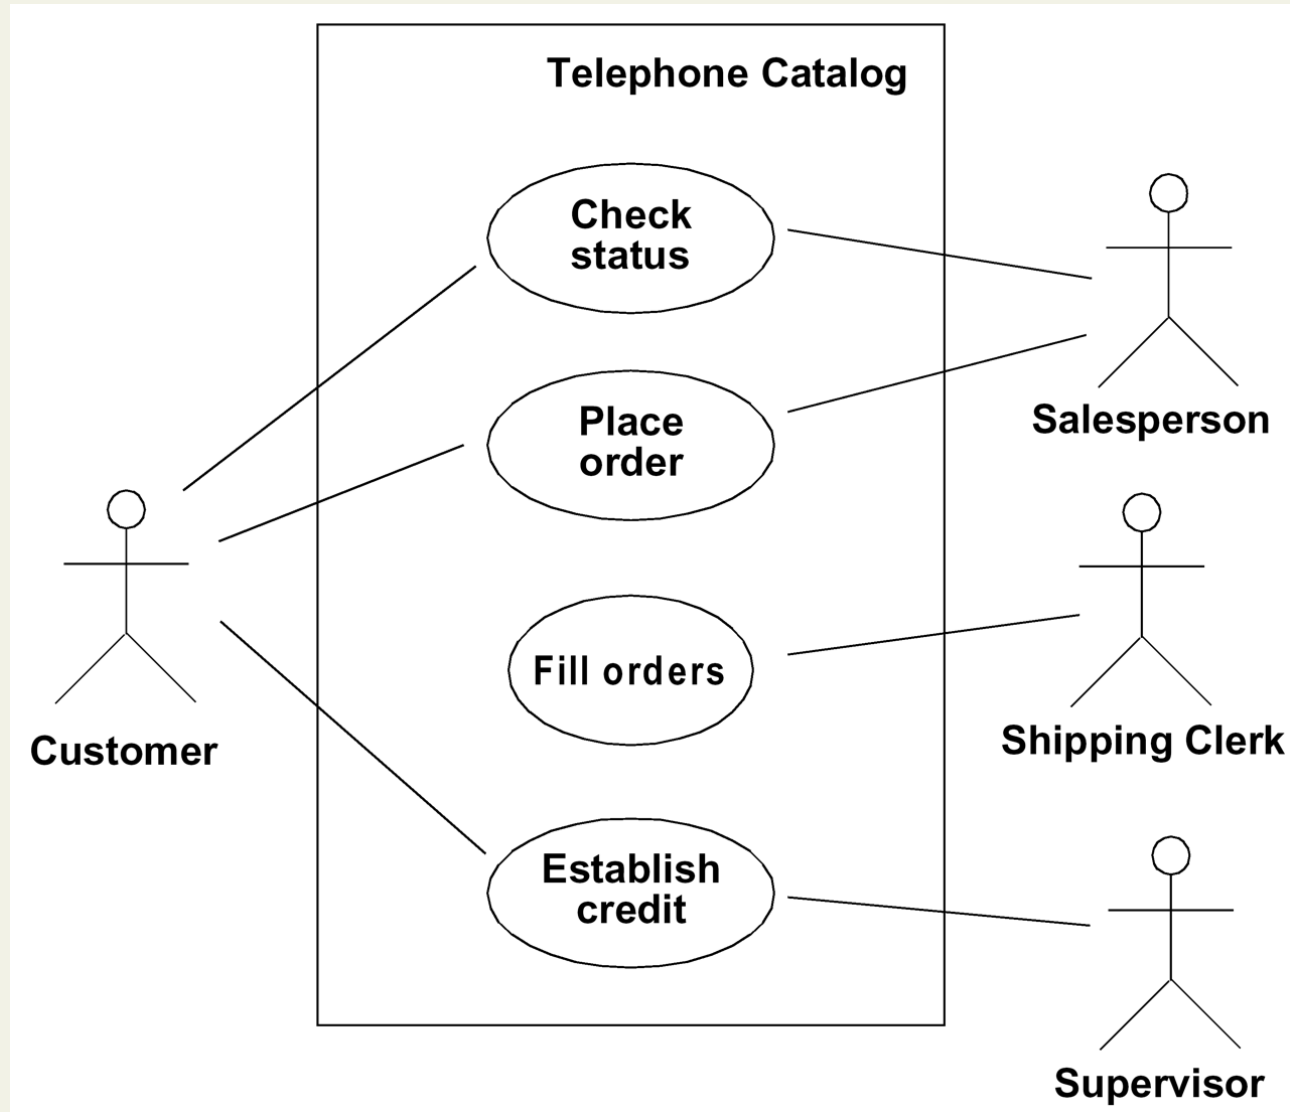 Telephone Catalog
Check
status
Place
order
Salesperson
Fill orders
Customer
Shipping Clerk
Establish
credit
Supervisor